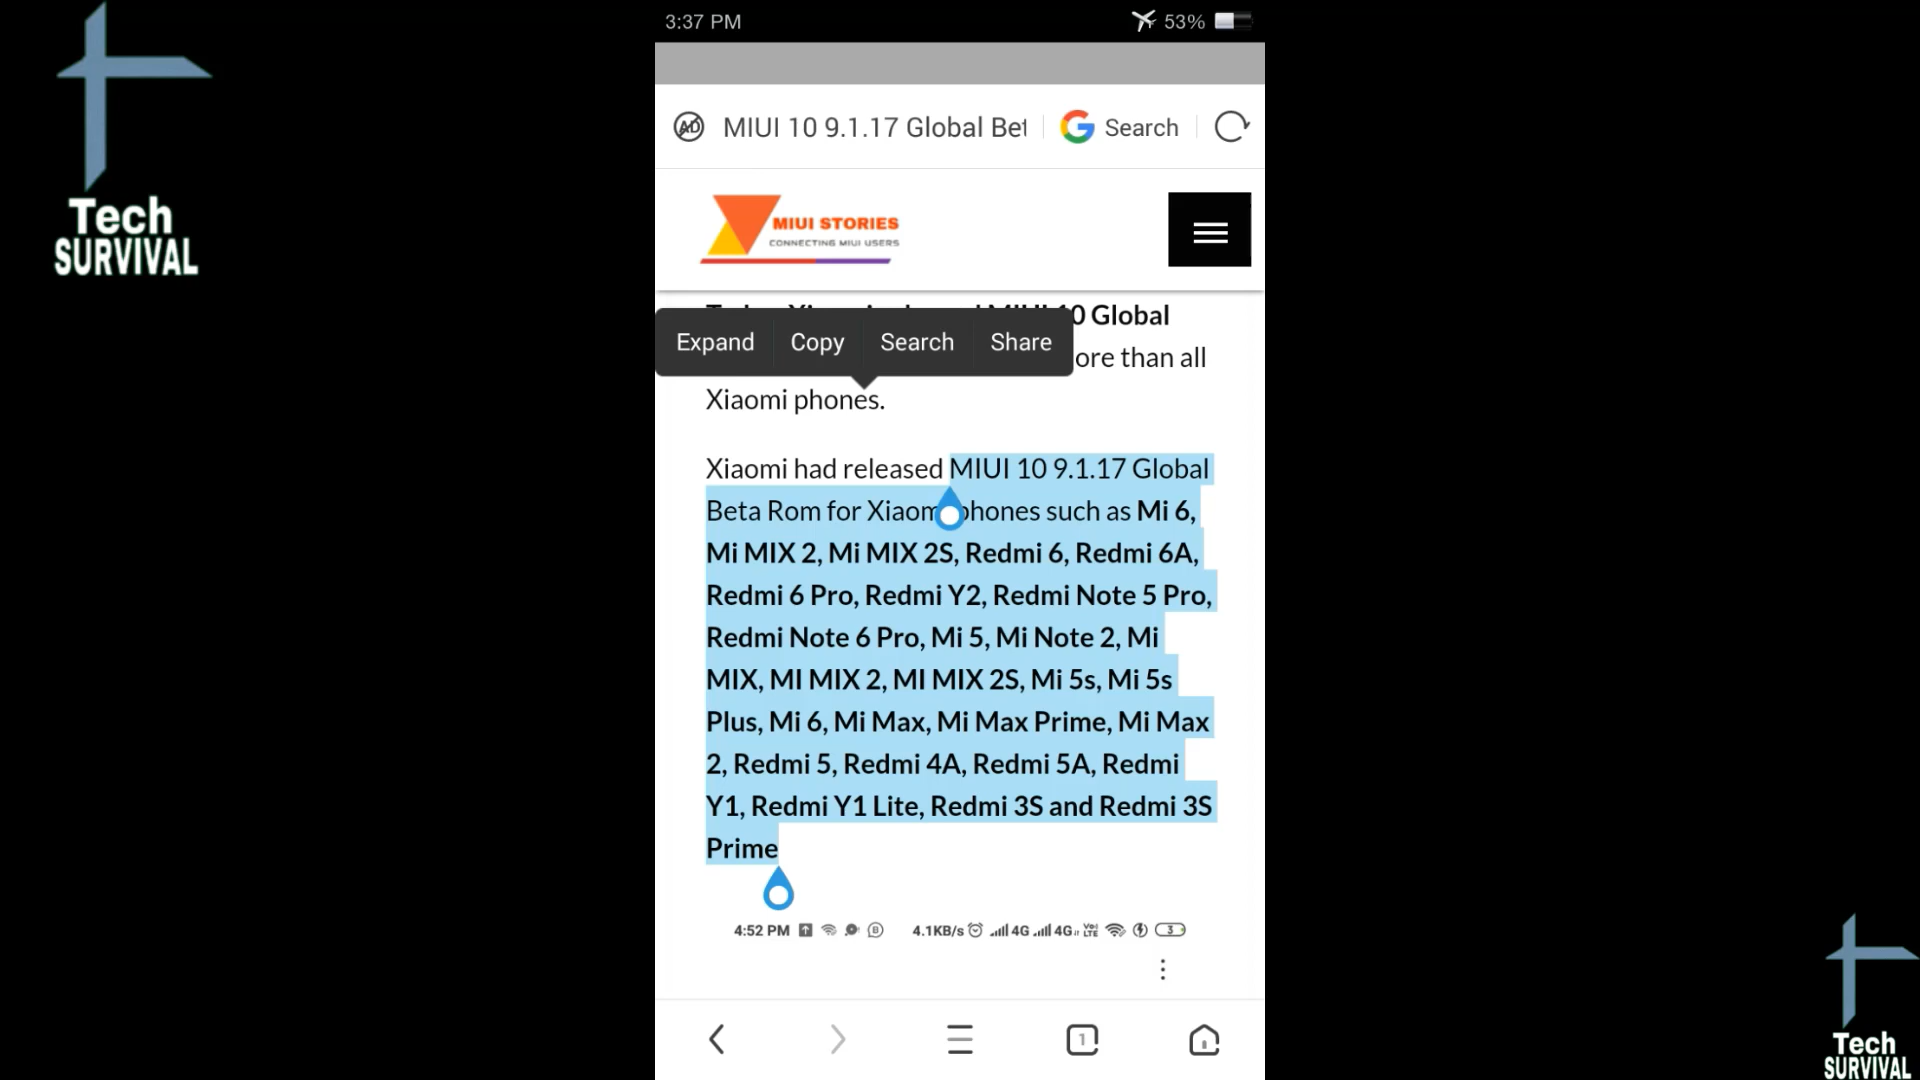 3:37 PM
53%
Tech
SURVIVAL
AD
MIUI 10 9.1.17 Global Bet
Search
MIUI STORIES
CONNECTING MIUI USERS
10 Global
Expand Copy Search Share
ore than all
Xiaomi phones.
Xiaomi had released MIUI 10 9.1.17 Global
Beta Rom for Xiaom phones such as Mi 6,
Mi MIX 2, Mi MIX 2S, Redmi 6, Redmi 6A,
Redmi 6 Pro, Redmi Y2, Redmi Note 5 Pro,
Redmi Note 6 Pro, Mi 5, Mi Note 2, Mi
MIX, MI MIX 2, MI MIX 2S, Mi 5s, Mi 5s
Plus, Mi 6, Mi Max, Mi Max Prime, Mi Max
2, Redmi 5, Redmi 4A, Redmi 5A, Redmi
Y1, Redmi Y1 Lite, Redmi 3S and Redmi 3S
Prime
4:52 PM 4.1KB/s 4G 4G VoLTE 3
1
Tech
SURVIVAL